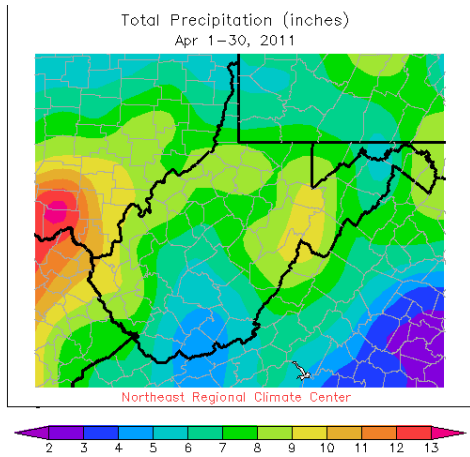 Total Precipitation (inches)
Apr 1-30, 2011
Northeast Regional Climate Center
2 3 4 5 6 7 8 9 10 11 12 13